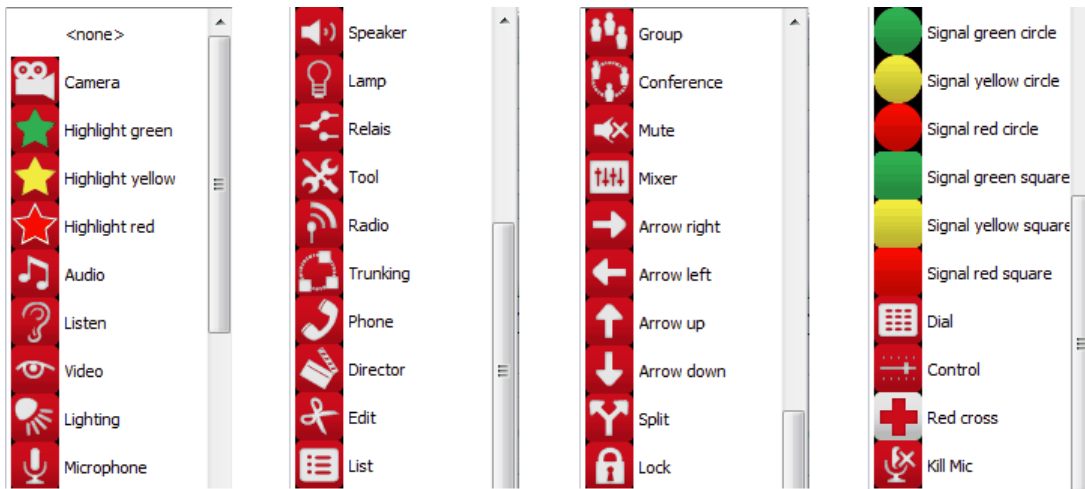 <none>
Camera
Highlight green
Highlight yellow
Highlight red
Audio
Listen
Video
Lighting
Microphone
Speaker
Lamp
Relais
Tool
Radio
Trunking
Phone
Director
Edit
List
Group
Conference
Mute
Mixer
Arrow right
Arrow left
Arrow up
Arrow down
Split
Lock
Signal green circle
Signal yellow circle
Signal red circle
Signal green square
Signal yellow square
Signal red square
Dial
Control
Red cross
Kill Mic